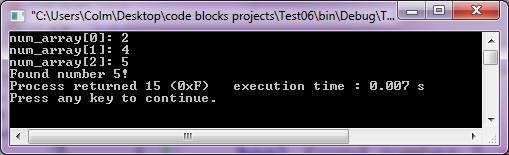 "C:\Users\Colm\Desktop\code blocks projects\Test06\bin\Debug\T...
num_array[0]: 2
num_array[1]: 4
num_array[2]: 5
Found number 5!
Process returned 15 (0xF)   execution time : 0.007 s
Press any key to continue.